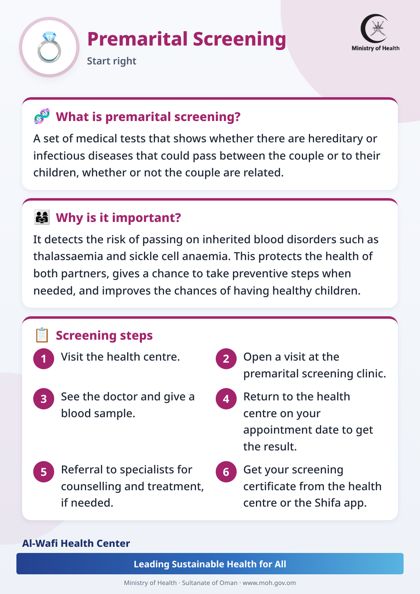 Premarital Screening
Start right
Ministry of Health
What is premarital screening?
A set of medical tests that shows whether there are hereditary or
infectious diseases that could pass between the couple or to their
children, whether or not the couple are related.
Why is it important?
It detects the risk of passing on inherited blood disorders such as
thalassaemia and sickle cell anaemia. This protects the health of
both partners, gives a chance to take preventive steps when
needed, and improves the chances of having healthy children.
Screening steps
1 Visit the health centre.
2 Open a visit at the
premarital screening clinic.
3 See the doctor and give a
blood sample.
4 Return to the health
centre on your
appointment date to get
the result.
5 Referral to specialists for
counselling and treatment,
if needed.
6 Get your screening
certificate from the health
centre or the Shifa app.
Al-Wafi Health Center
Leading Sustainable Health for All
Ministry of Health · Sultanate of Oman · www.moh.gov.om